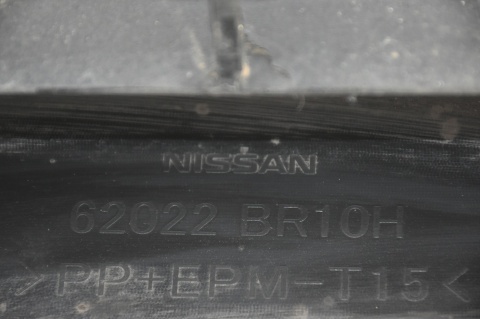 NISSAN
62022 BR10H
>PP+EPM-T15<